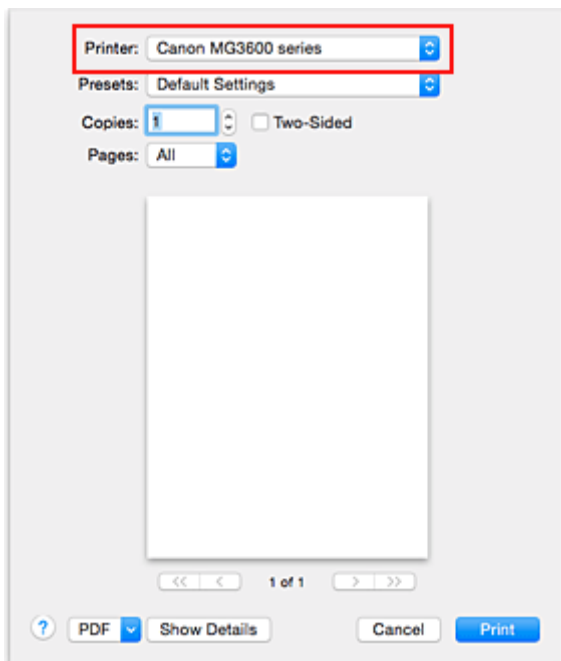 Printer: Canon MG3600 series
Presets: Default Settings
Copies: 1 Two-Sided
Pages: All
<< < 1 of 1 > >>
? PDF Show Details Cancel Print